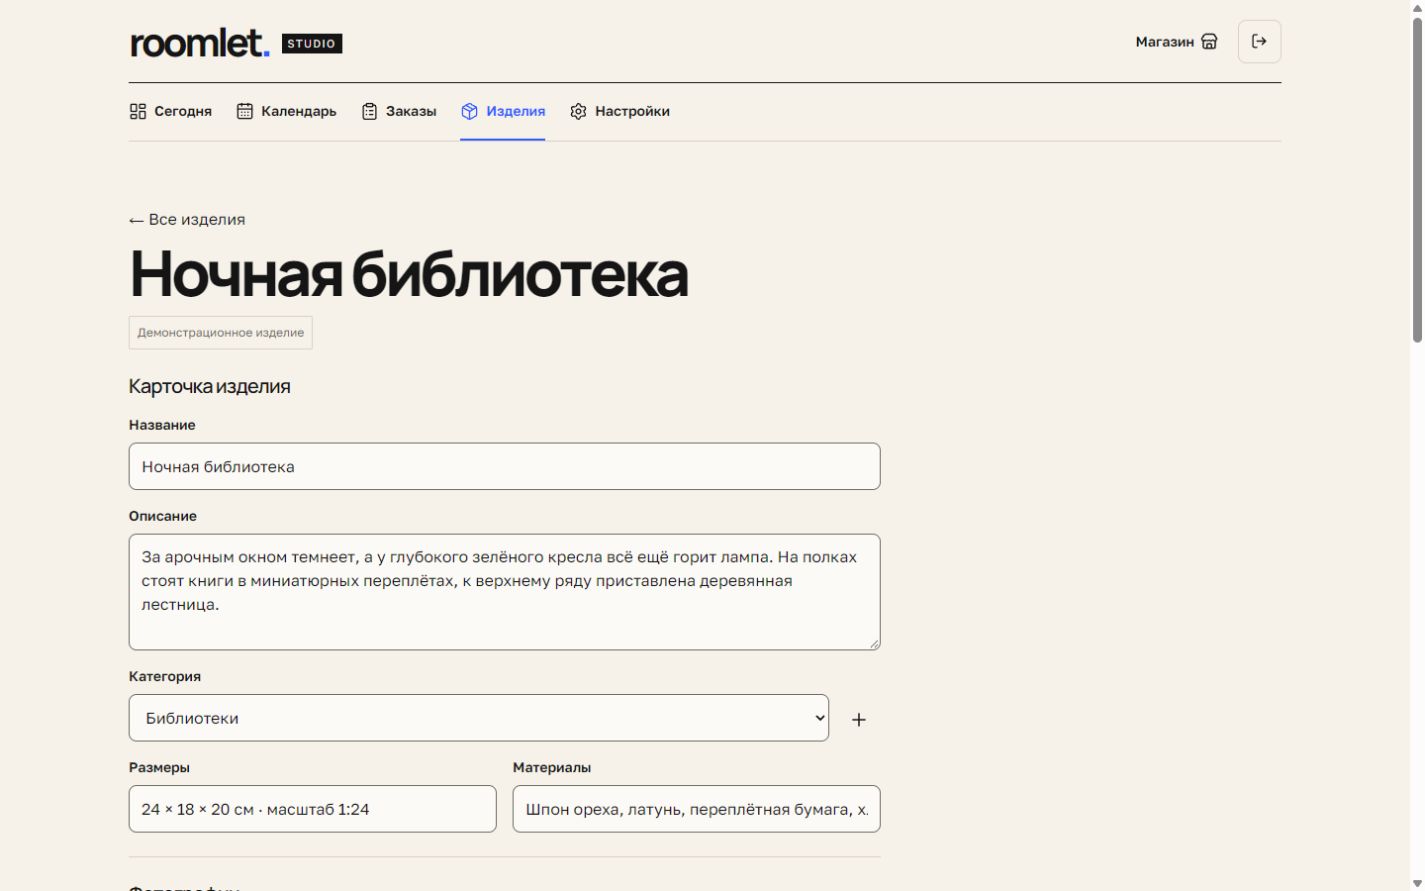 roomlet. STUDIO
Магазин
Сегодня
Календарь
Заказы
Изделия
Настройки
← Все изделия
Ночная библиотека
Демонстрационное изделие
Карточка изделия
Название
Ночная библиотека
Описание
За арочным окном темнеет, а у глубокого зелёного кресла всё ещё горит лампа. На полках
стоят книги в миниатюрных переплётах, к верхнему ряду приставлена деревянная
лестница.
Категория
Библиотеки
Размеры
Материалы
24 × 18 × 20 см · масштаб 1:24
Шпон ореха, латунь, переплётная бумага, х